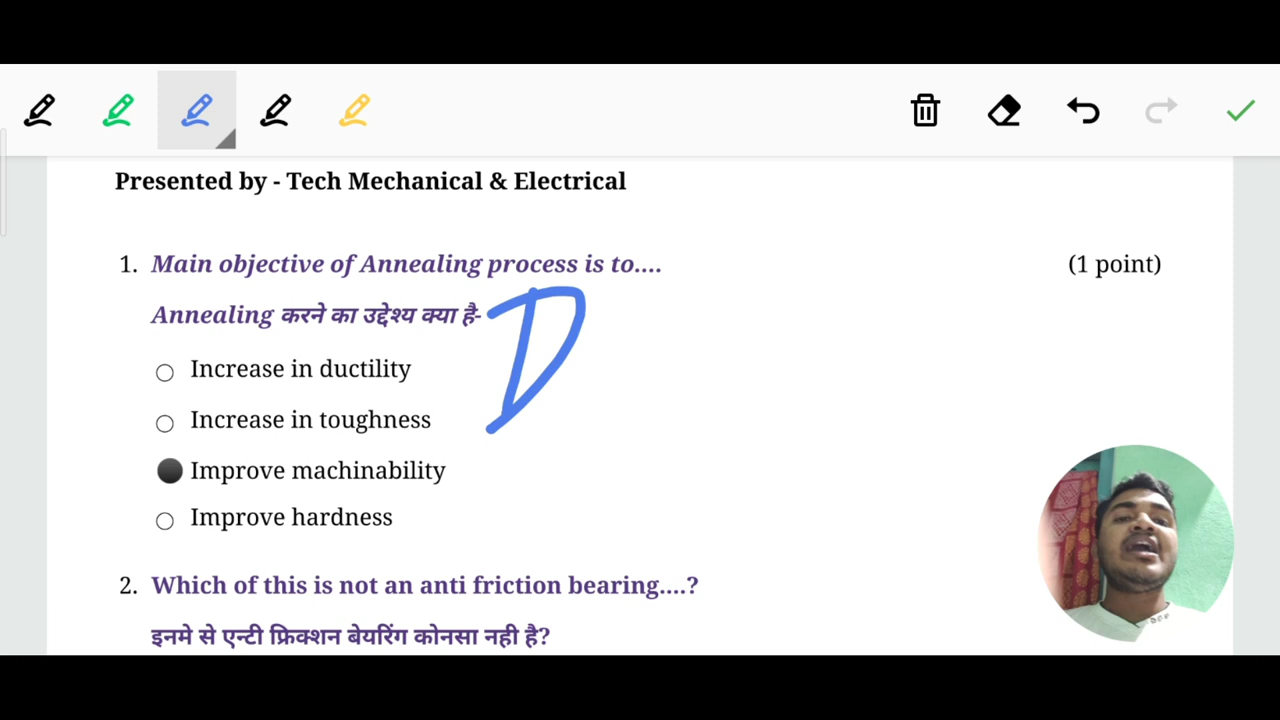 Presented by - Tech Mechanical & Electrical
1. Main objective of Annealing process is to.... (1 point)
Annealing करने का उद्देश्य क्या है-
D
Increase in ductility
Increase in toughness
Improve machinability
Improve hardness
2. Which of this is not an anti friction bearing....?
इनमे से एन्टी फ्रिक्शन बेयरिंग कोनसा नही है?